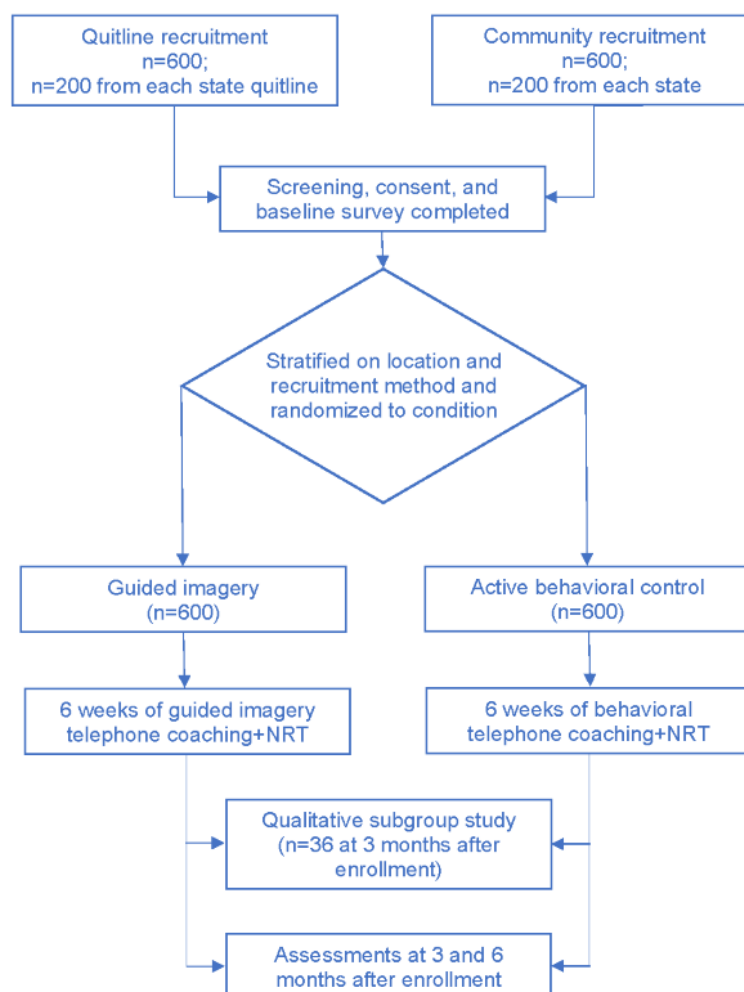 Quitline recruitment
n=600;
n=200 from each state quitline
Community recruitment
n=600;
n=200 from each state
Screening, consent, and
baseline survey completed
Stratified on location and
recruitment method and
randomized to condition
Guided imagery
(n=600)
Active behavioral control
(n=600)
6 weeks of guided imagery
telephone coaching+NRT
6 weeks of behavioral
telephone coaching+NRT
Qualitative subgroup study
(n=36 at 3 months after
enrollment)
Assessments at 3 and 6
months after enrollment